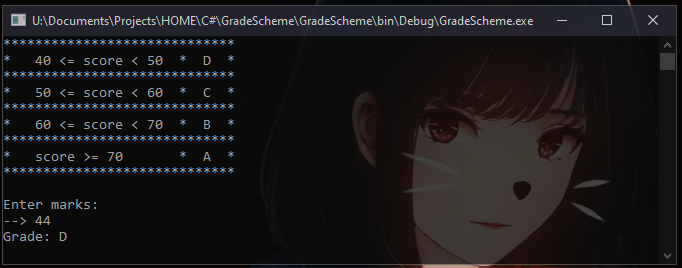 U:\Documents\Projects\HOME\C#\GradeScheme\GradeScheme\bin\Debug\GradeScheme.exe
*****************************
*   40 <= score < 50  *  D  *
*****************************
*   50 <= score < 60  *  C  *
*****************************
*   60 <= score < 70  *  B  *
*****************************
*   score >= 70       *  A  *
*****************************
Enter marks:
--> 44
Grade: D